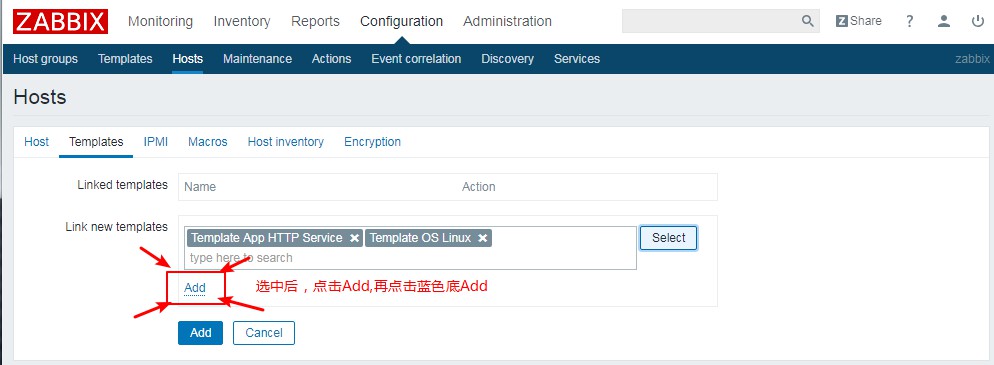 ZABBIX Monitoring Inventory Reports Configuration Administration Z Share ?
Host groups Templates Hosts Maintenance Actions Event correlation Discovery Services zabbix
Hosts
Host Templates IPMI Macros Host inventory Encryption
Linked templates Name Action
Link new templates
Template App HTTP Service × Template OS Linux × Select
type here to search
Add 选中后，点击Add,再点击蓝色底Add
Add Cancel